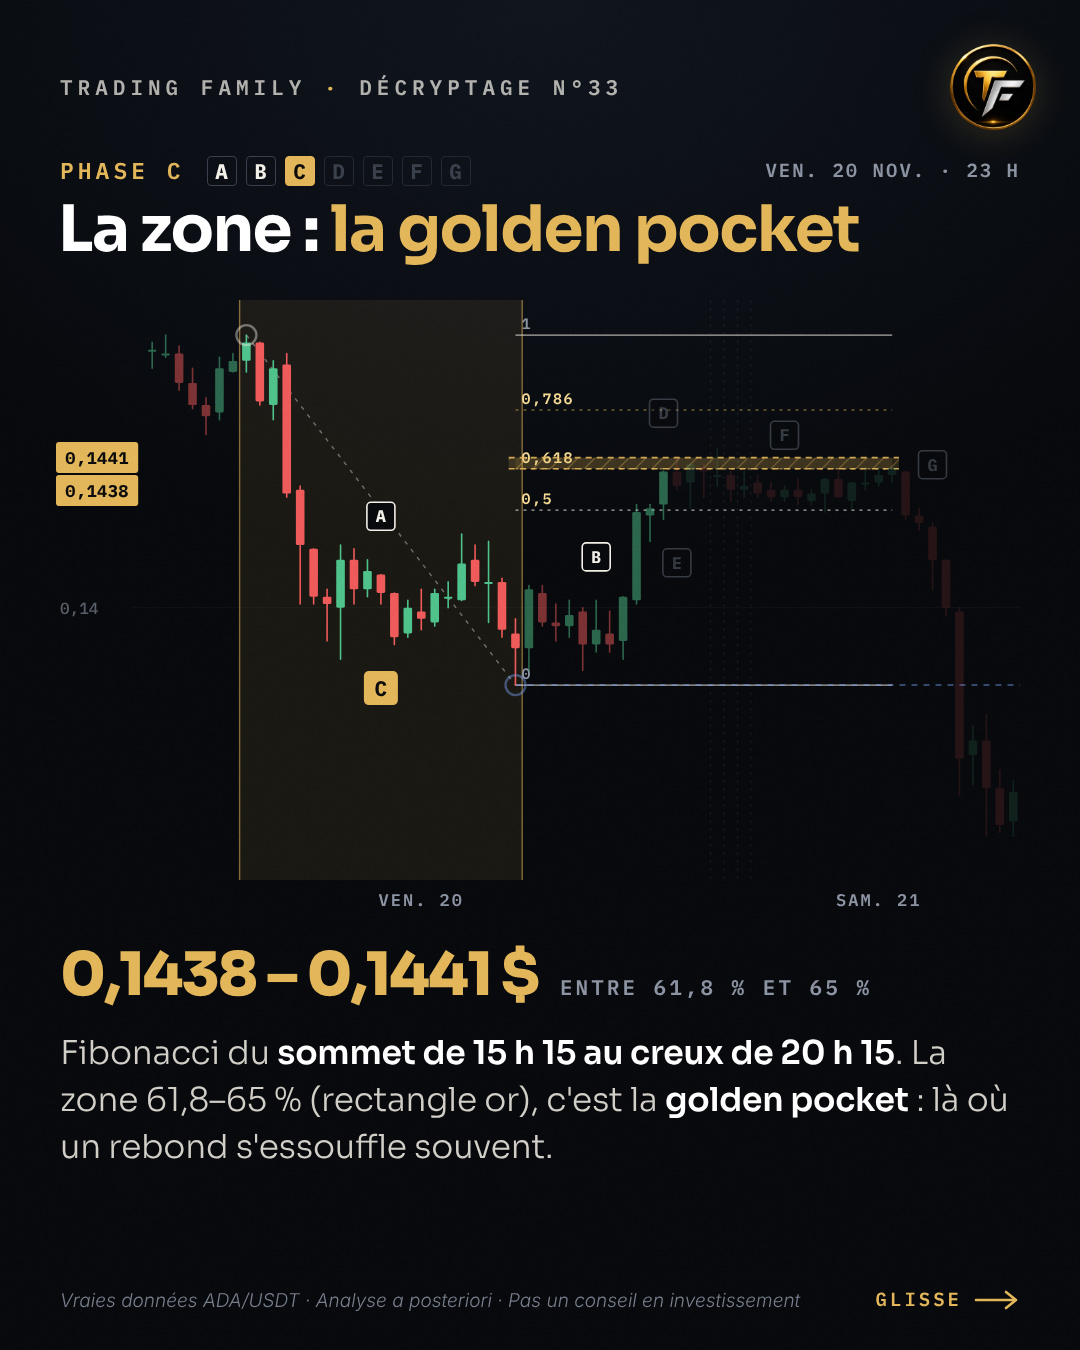 TRADING FAMILY · DÉCRYPTAGE N°33
TF
PHASE C A B C D E F G
VEN. 20 NOV. · 23 H
La zone : la golden pocket
1
0,786
D
F
0,1441
0,618
G
0,1438
0,5
A
B
E
0,14
0
C
VEN. 20
SAM. 21
0,1438 – 0,1441 $ ENTRE 61,8 % ET 65 %
Fibonacci du sommet de 15 h 15 au creux de 20 h 15. La
zone 61,8–65 % (rectangle or), c'est la golden pocket : là où
un rebond s'essouffle souvent.
Vraies données ADA/USDT · Analyse a posteriori · Pas un conseil en investissement
GLISSE →